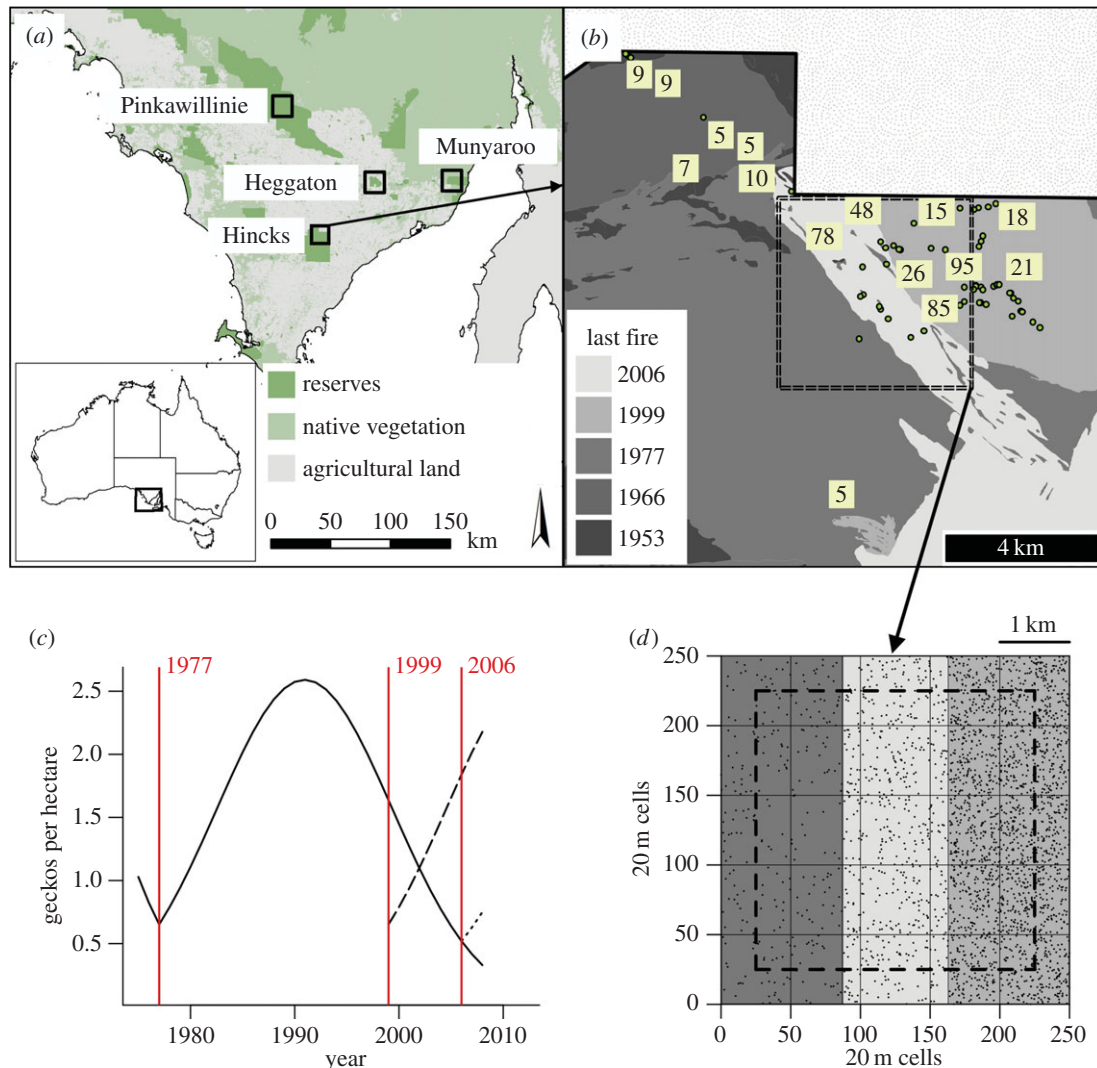 (a)
Pinkawillinie
Munyaroo
Heggaton
Hincks
reserves
native vegetation
agricultural land
0 50 100 150
km
(b)
9
9
5
5
7
10
48
15
18
78
26
95
21
85
5
last fire
2006
1999
1977
1966
1953
4 km
(c)
1977
1999
2006
2.5
2.0
1.5
1.0
0.5
geckos per hectare
1980
1990
2000
2010
year
(d)
1 km
250
200
150
100
50
0
20 m cells
0
50
100
150
200
250
20 m cells